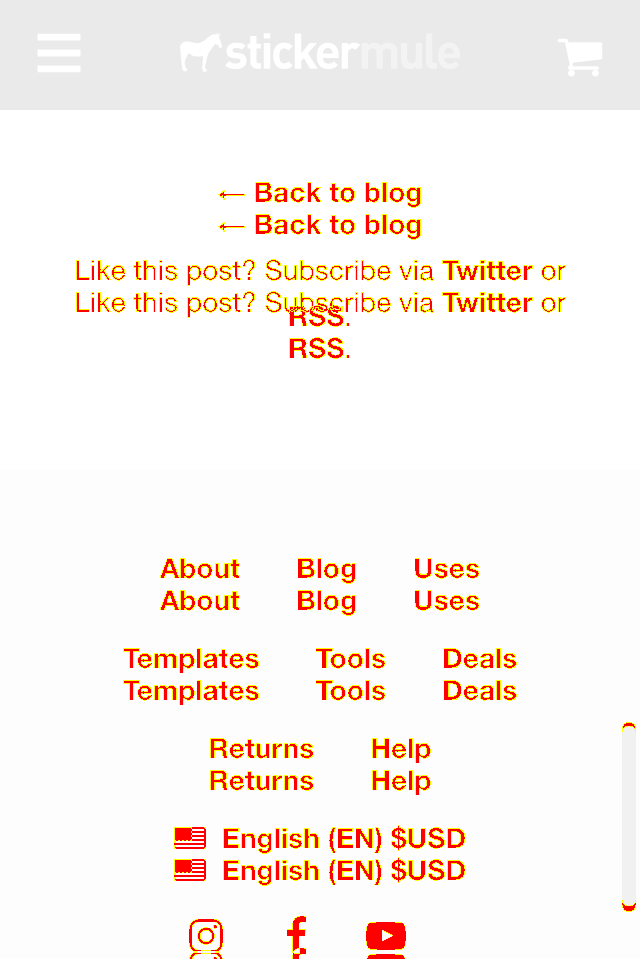 stickermule
← Back to blog
← Back to blog
Like this post? Subscribe via Twitter or
Like this post? Subscribe via Twitter or
RSS.
RSS.
About Blog Uses
About Blog Uses
Templates Tools Deals
Templates Tools Deals
Returns Help
Returns Help
English (EN) $USD
English (EN) $USD